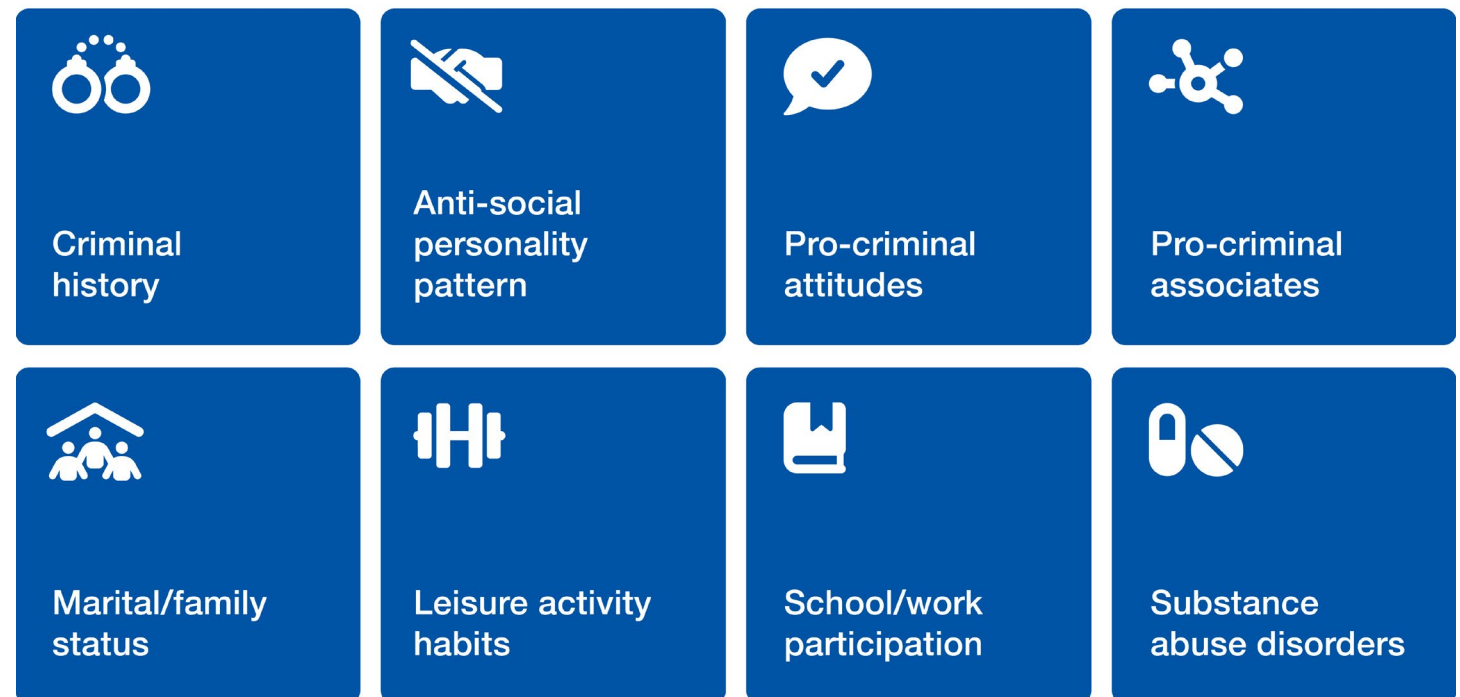 Criminal
history
Anti-social
personality
pattern
Pro-criminal
attitudes
Pro-criminal
associates
Marital/family
status
Leisure activity
habits
School/work
participation
Substance
abuse disorders